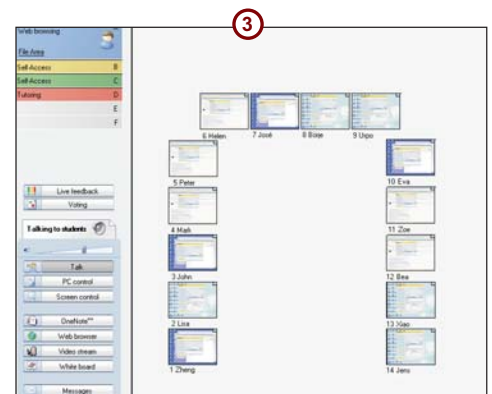 3
Web browsing
File Area
Self Access B
Self Access C
Tutoring D
E
F
Live feedback
Voting
Talking to students
Talk
PC control
Screen control
OneNote™
Web browser
Video stream
White board
Messages
6 Helen 7 José 8 Börje 9 Urpo
5 Peter 10 Eva
4 Mark 11 Zoe
3 John 12 Bea
2 Lisa 13 Xiao
1 Zheng 14 Jens